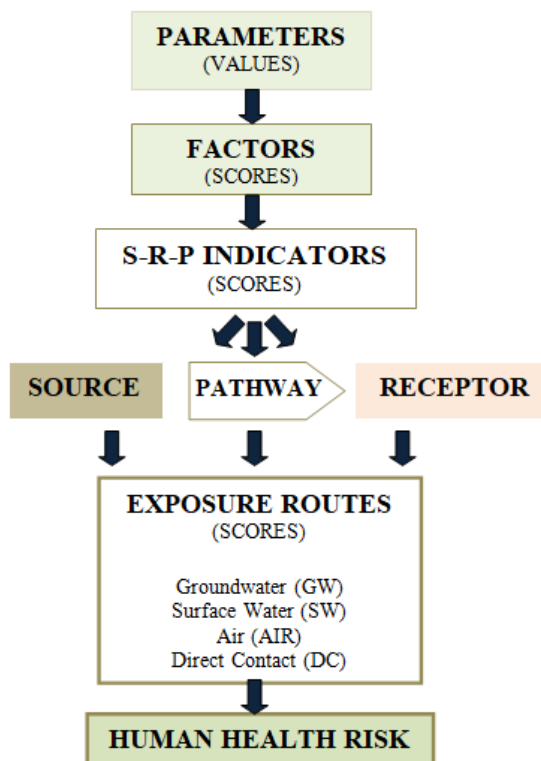 PARAMETERS
(VALUES)
FACTORS
(SCORES)
S-R-P INDICATORS
(SCORES)
SOURCE
PATHWAY
RECEPTOR
EXPOSURE ROUTES
(SCORES)
Groundwater (GW)
Surface Water (SW)
Air (AIR)
Direct Contact (DC)
HUMAN HEALTH RISK